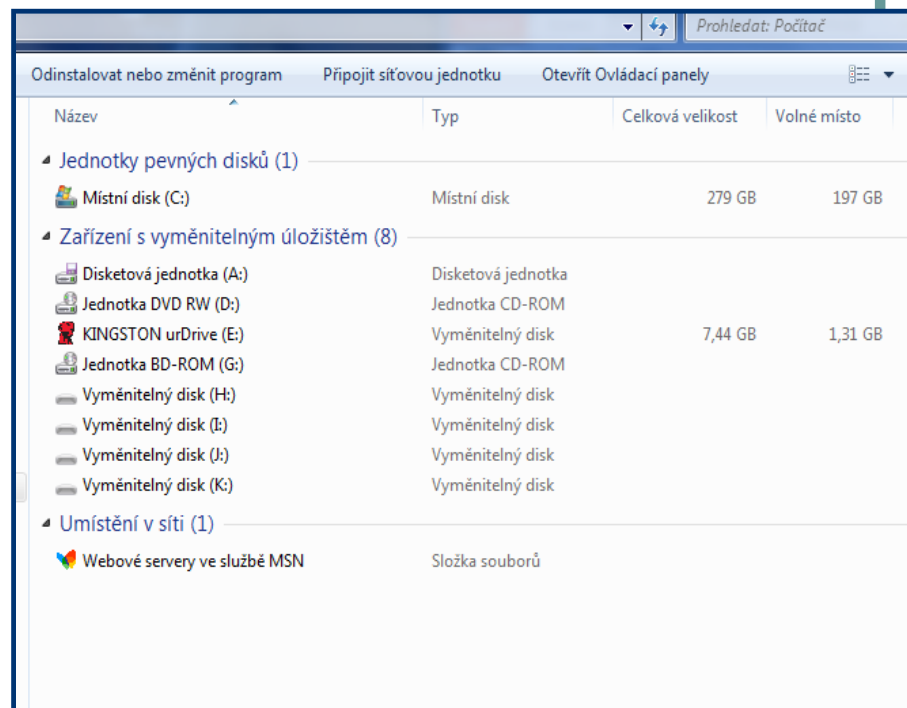 Prohledat: Počítač
Odinstalovat nebo změnit program Připojit síťovou jednotku Otevřít Ovládací panely
Název Typ Celková velikost Volné místo
Jednotky pevných disků (1)
Místní disk (C:) Místní disk 279 GB 197 GB
Zařízení s vyměnitelným úložištěm (8)
Disketová jednotka (A:) Disketová jednotka
Jednotka DVD RW (D:) Jednotka CD-ROM
KINGSTON urDrive (E:) Vyměnitelný disk 7,44 GB 1,31 GB
Jednotka BD-ROM (G:) Jednotka CD-ROM
Vyměnitelný disk (H:) Vyměnitelný disk
Vyměnitelný disk (I:) Vyměnitelný disk
Vyměnitelný disk (J:) Vyměnitelný disk
Vyměnitelný disk (K:) Vyměnitelný disk
Umístění v síti (1)
Webové servery ve službě MSN Složka souborů